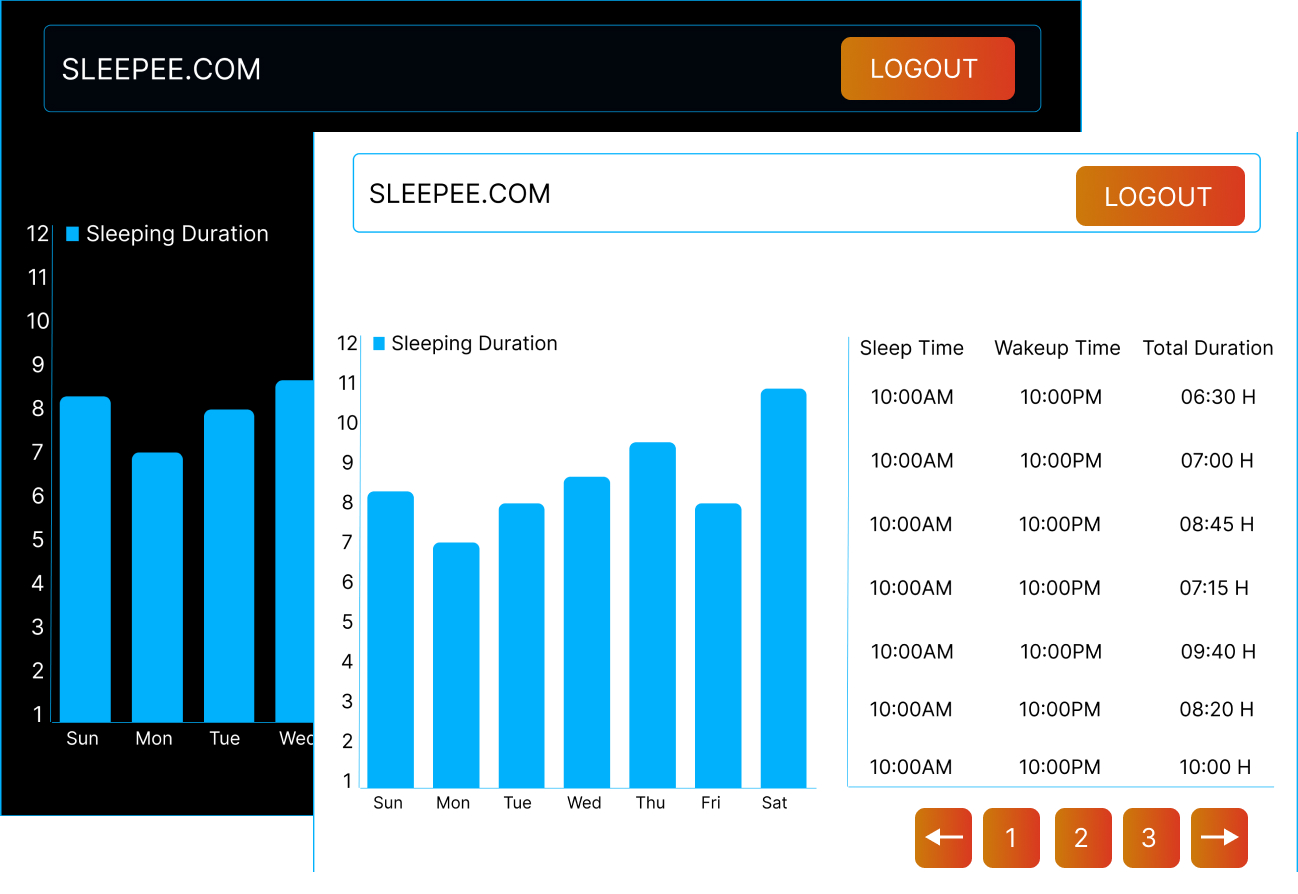 SLEEPEE.COM LOGOUT
12 Sleeping Duration
11
10
9
8
7
6
5
4
3
2
1
Sun Mon Tue Wed
SLEEPEE.COM LOGOUT
12 Sleeping Duration
11
10
9
8
7
6
5
4
3
2
1
Sun Mon Tue Wed Thu Fri Sat
Sleep Time Wakeup Time Total Duration
10:00AM 10:00PM 06:30 H
10:00AM 10:00PM 07:00 H
10:00AM 10:00PM 08:45 H
10:00AM 10:00PM 07:15 H
10:00AM 10:00PM 09:40 H
10:00AM 10:00PM 08:20 H
10:00AM 10:00PM 10:00 H
1 2 3